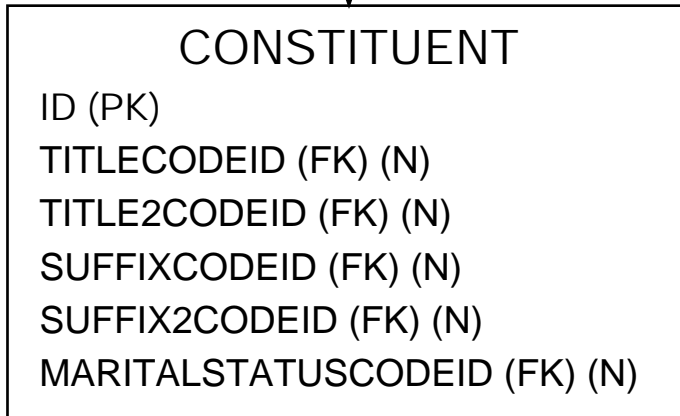 CONSTITUENT
ID (PK)
TITLECODEID (FK) (N)
TITLE2CODEID (FK) (N)
SUFFIXCODEID (FK) (N)
SUFFIX2CODEID (FK) (N)
MARITALSTATUSCODEID (FK) (N)